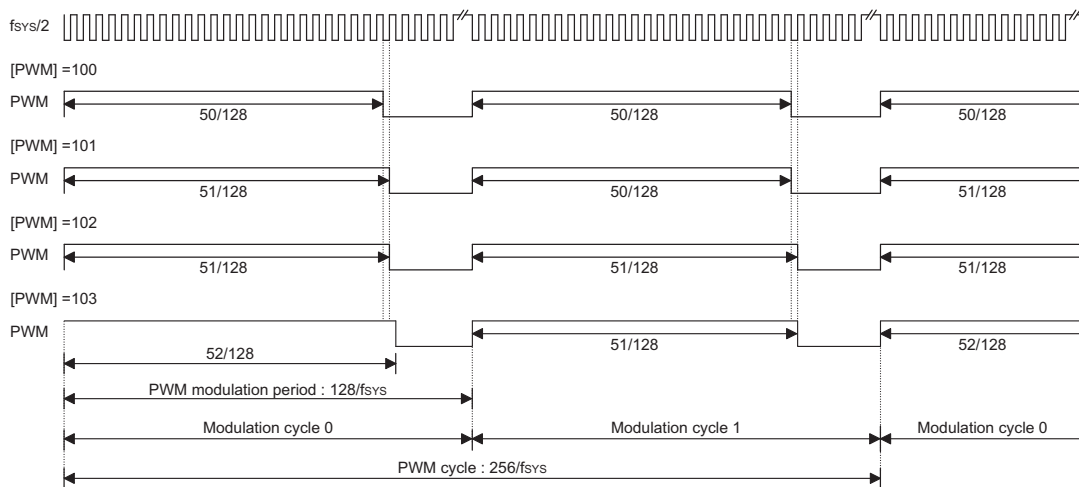 fSYS/2
[PWM] =100
PWM
50/128 50/128 50/128
[PWM] =101
PWM
51/128 50/128 51/128
[PWM] =102
PWM
51/128 51/128 51/128
[PWM] =103
PWM
52/128 51/128 52/128
PWM modulation period : 128/fSYS
Modulation cycle 0 Modulation cycle 1 Modulation cycle 0
PWM cycle : 256/fSYS